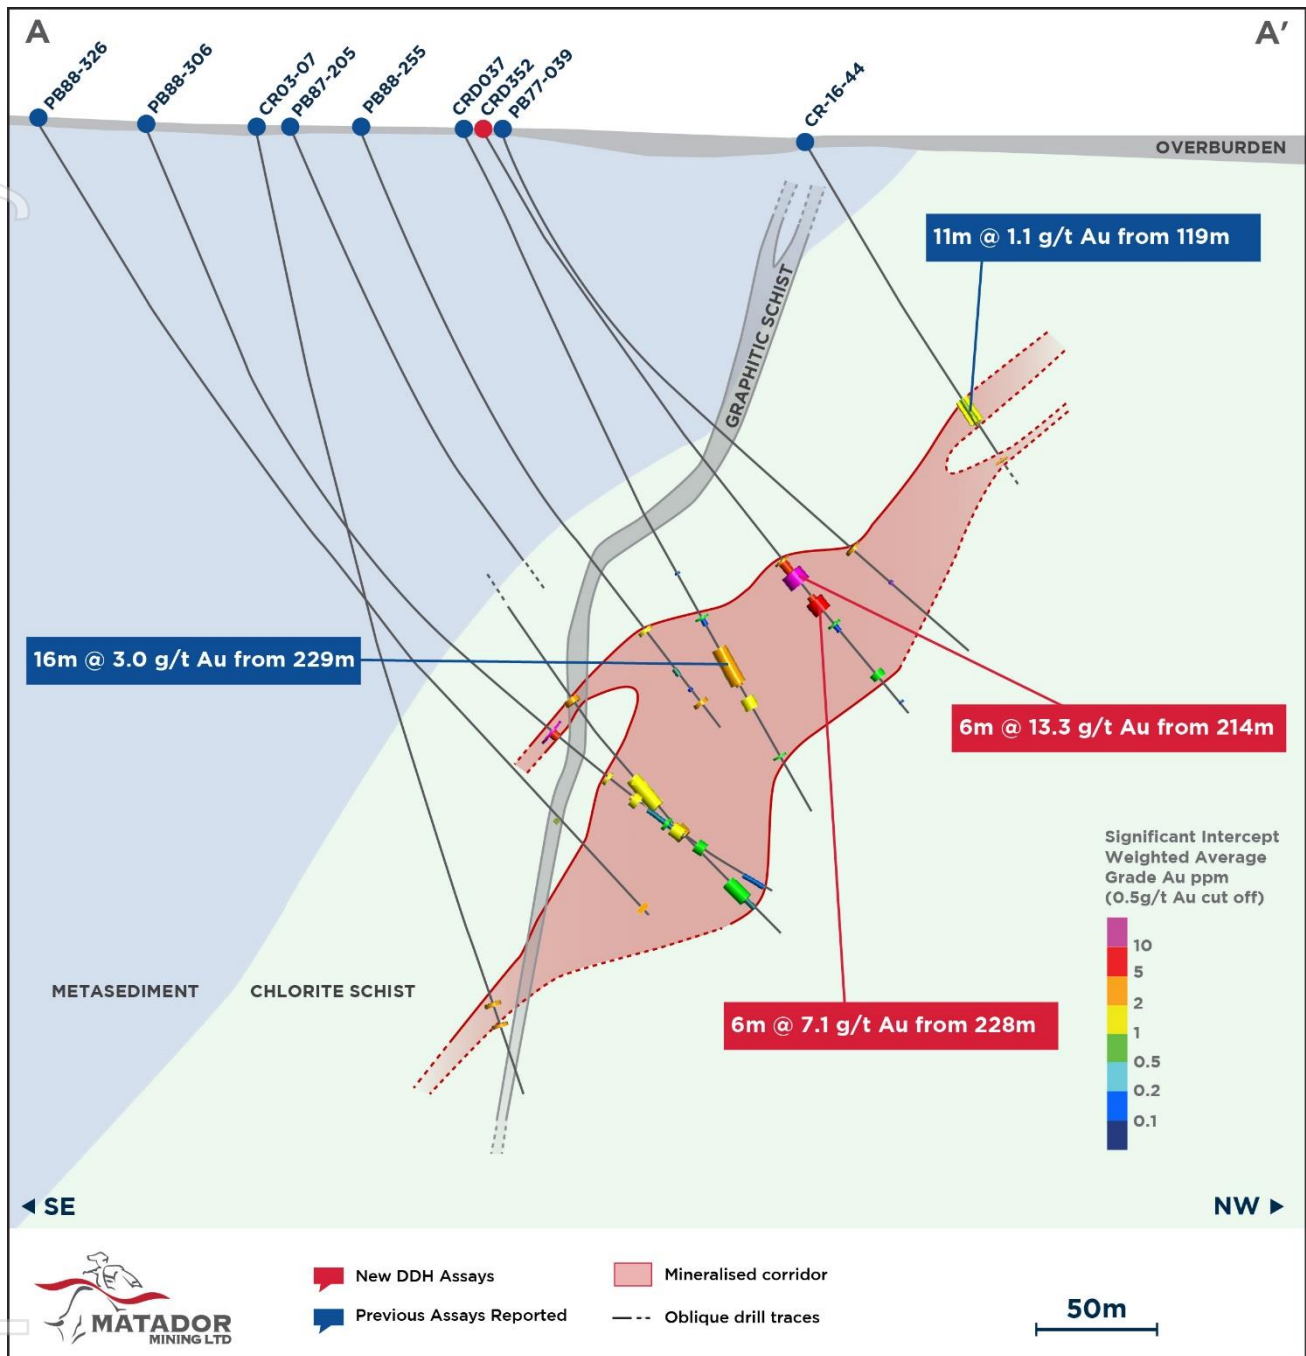 A
A'
PB88-326
PB88-306
CR03-07
PB87-205
PB88-255
CRD037
CRD352
PB77-039
CR-16-44
OVERBURDEN
11m @ 1.1 g/t Au from 119m
GRAPHITIC SCHIST
16m @ 3.0 g/t Au from 229m
6m @ 13.3 g/t Au from 214m
Significant Intercept
Weighted Average
Grade Au ppm
(0.5g/t Au cut off)
10
5
2
1
0.5
0.2
0.1
METASEDIMENT
CHLORITE SCHIST
6m @ 7.1 g/t Au from 228m
SE
NW
MATADOR
MINING LTD
New DDH Assays
Previous Assays Reported
Mineralised corridor
Oblique drill traces
50m